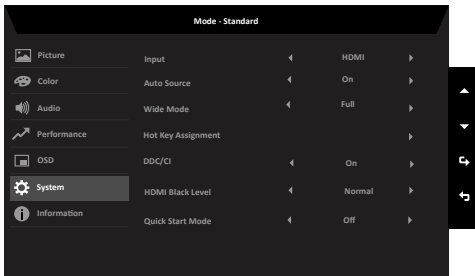 Mode - Standard
Picture
Input HDMI
Color
Auto Source On
Audio
Wide Mode Full
Performance
Hot Key Assignment
OSD
DDC/CI On
System
HDMI Black Level Normal
Information
Quick Start Mode Off